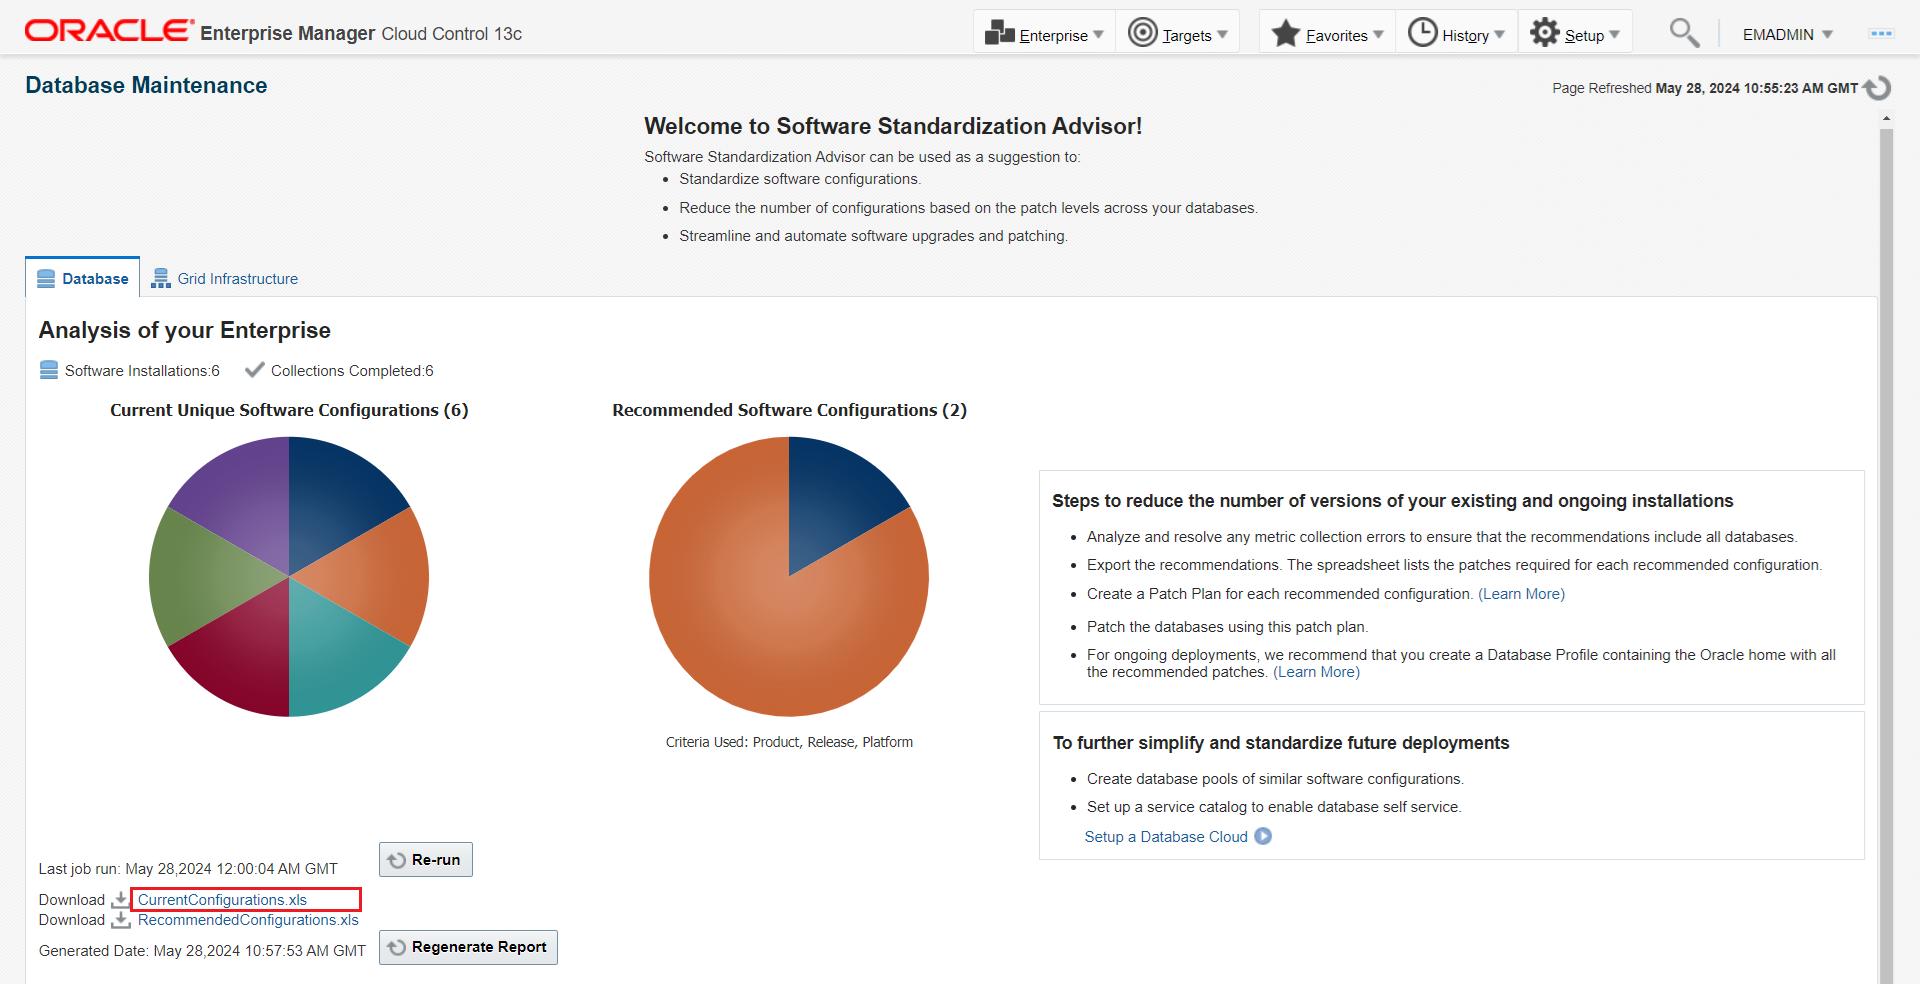 ORACLE Enterprise Manager Cloud Control 13c
Enterprise
Targets
Favorites
History
Setup
EMADMIN
Database Maintenance
Page Refreshed May 28, 2024 10:55:23 AM GMT
Welcome to Software Standardization Advisor!
Software Standardization Advisor can be used as a suggestion to:
• Standardize software configurations.
• Reduce the number of configurations based on the patch levels across your databases.
• Streamline and automate software upgrades and patching.
Database
Grid Infrastructure
Analysis of your Enterprise
Software Installations:6
Collections Completed:6
Current Unique Software Configurations (6)
Recommended Software Configurations (2)
Criteria Used: Product, Release, Platform
Steps to reduce the number of versions of your existing and ongoing installations
• Analyze and resolve any metric collection errors to ensure that the recommendations include all databases.
• Export the recommendations. The spreadsheet lists the patches required for each recommended configuration.
• Create a Patch Plan for each recommended configuration. (Learn More)
• Patch the databases using this patch plan.
• For ongoing deployments, we recommend that you create a Database Profile containing the Oracle home with all
the recommended patches. (Learn More)
To further simplify and standardize future deployments
• Create database pools of similar software configurations.
• Set up a service catalog to enable database self service.
Setup a Database Cloud
Last job run: May 28,2024 12:00:04 AM GMT
Re-run
Download CurrentConfigurations.xls
Download RecommendedConfigurations.xls
Generated Date: May 28,2024 10:57:53 AM GMT
Regenerate Report